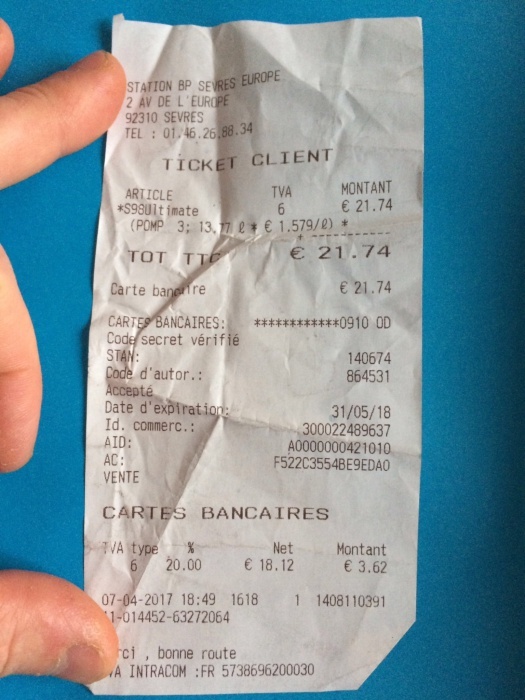 STATION BP SEVRES EUROPE
2 AV DE L'EUROPE
92310 SEVRES
TEL : 01.46.26.88.34
TICKET CLIENT
ARTICLE TVA MONTANT
*S98Ultimate 6 € 21.74
(POMP 3; 13.77 ℓ * € 1.579/ℓ) *
+ ----------
TOT TTC € 21.74
Carte bancaire € 21.74
CARTES BANCAIRES: ************0910 OD
Code secret vérifié
STAN: 140674
Code d'autor.: 864531
Accepté
Date d'expiration: 31/05/18
Id. commerc.: 300022489637
AID: A0000000421010
AC: F522C3554BE9EDA0
VENTE
CARTES BANCAIRES
TVA type % Net Montant
6 20.00 € 18.12 € 3.62
07-04-2017 18:49 1618 1 1408110391
1-014452-63272064
rci , bonne route
VA INTRACOM :FR 5738696200030